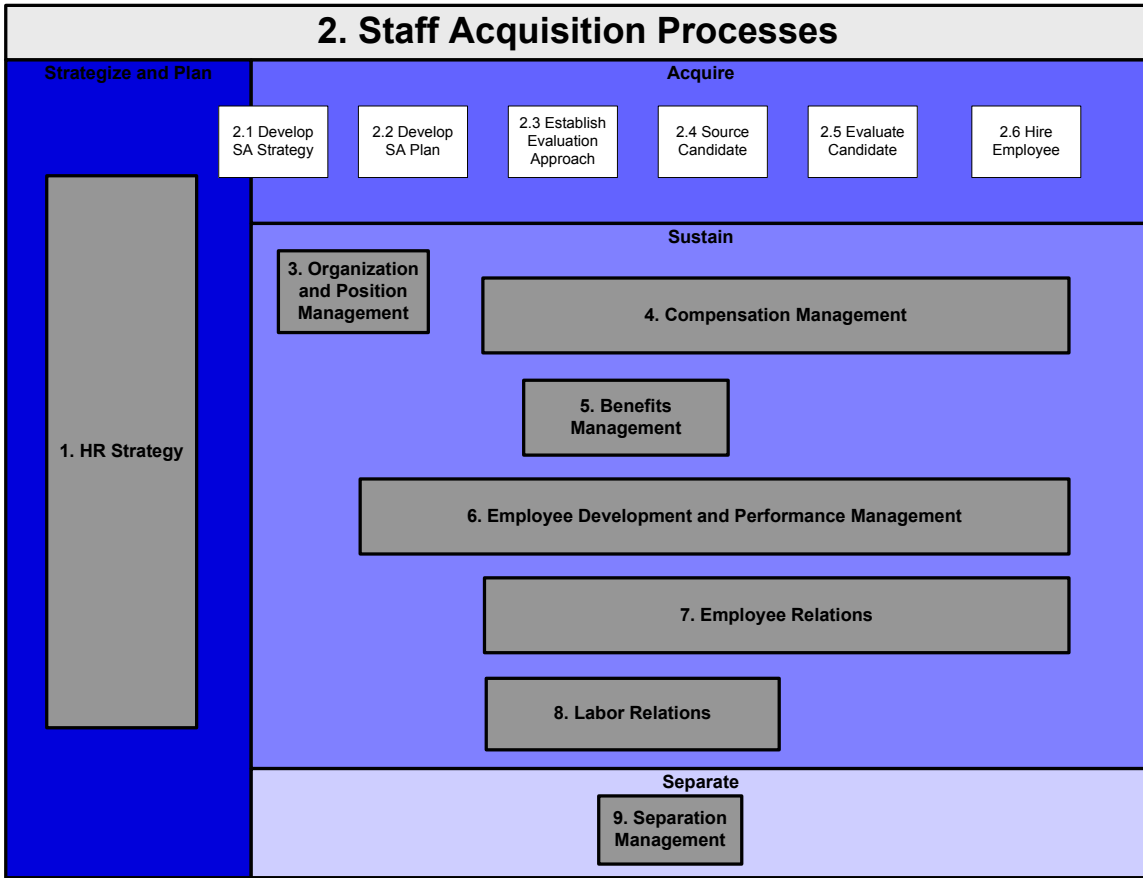 2. Staff Acquisition Processes
Strategize and Plan
Acquire
2.1 Develop
SA Strategy
2.2 Develop
SA Plan
2.3 Establish
Evaluation
Approach
2.4 Source
Candidate
2.5 Evaluate
Candidate
2.6 Hire
Employee
Sustain
3. Organization
and Position
Management
4. Compensation Management
5. Benefits
Management
1. HR Strategy
6. Employee Development and Performance Management
7. Employee Relations
8. Labor Relations
Separate
9. Separation
Management